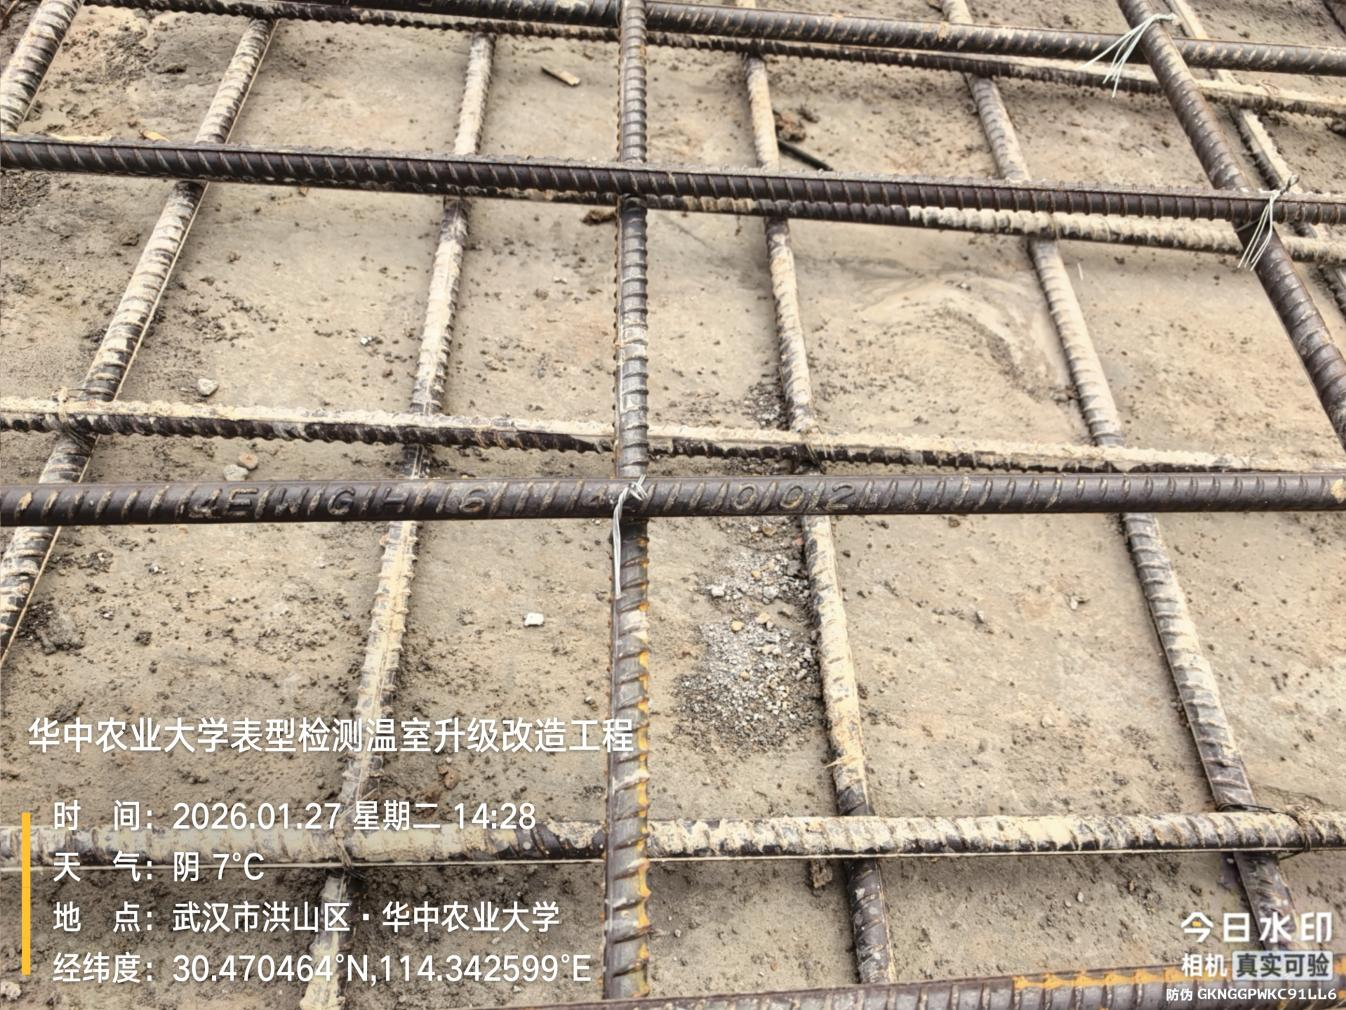 4EWGH 16 10012
华中农业大学表型检测温室升级改造工程
时 间：2026.01.27 星期二 14:28
天 气：阴 7℃
地 点：武汉市洪山区·华中农业大学
经纬度：30.470464°N,114.342599°E
今日水印
相机 真实可验
防伪 GKNGGPWKC91LL6